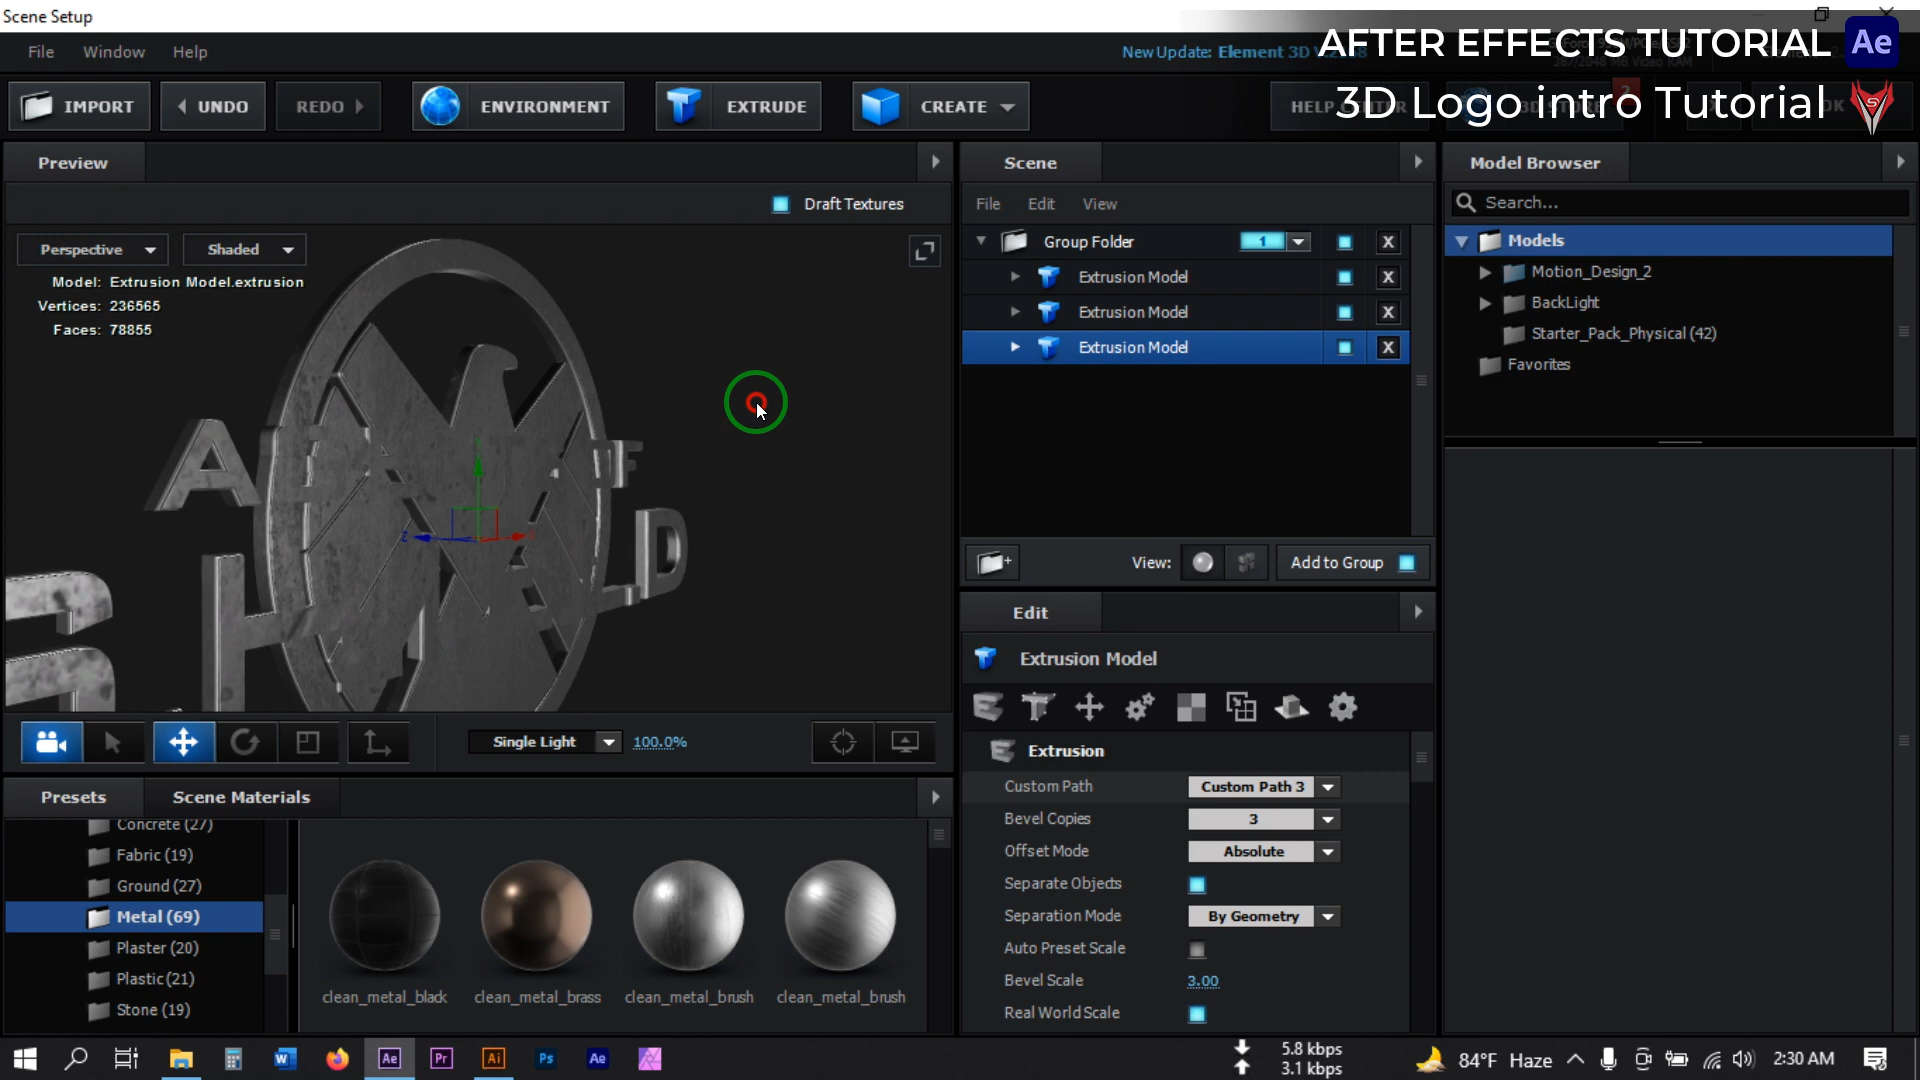 Scene Setup
File Window Help
New Update: Element 3D
AFTER EFFECTS TUTORIAL Ae
3D Logo intro Tutorial
IMPORT
UNDO
REDO
ENVIRONMENT
EXTRUDE
CREATE
Preview
Draft Textures
Perspective
Shaded
Model: Extrusion Model.extrusion
Vertices: 236565
Faces: 78855
Single Light 100.0%
Scene
File Edit View
Group Folder 1 X
Extrusion Model X
Extrusion Model X
Extrusion Model X
View:
Add to Group
Edit
Extrusion Model
Extrusion
Custom Path Custom Path 3
Bevel Copies 3
Offset Mode Absolute
Separate Objects
Separation Mode By Geometry
Auto Preset Scale
Bevel Scale 3.00
Real World Scale
Model Browser
Search...
Models
Motion_Design_2
BackLight
Starter_Pack_Physical (42)
Favorites
Presets
Scene Materials
Concrete (27)
Fabric (19)
Ground (27)
Metal (69)
Plaster (20)
Plastic (21)
Stone (19)
clean_metal_black
clean_metal_brass
clean_metal_brush
clean_metal_brush
W Ae Pr Ai Ps Ae
5.8 kbps
3.1 kbps
84°F Haze
2:30 AM